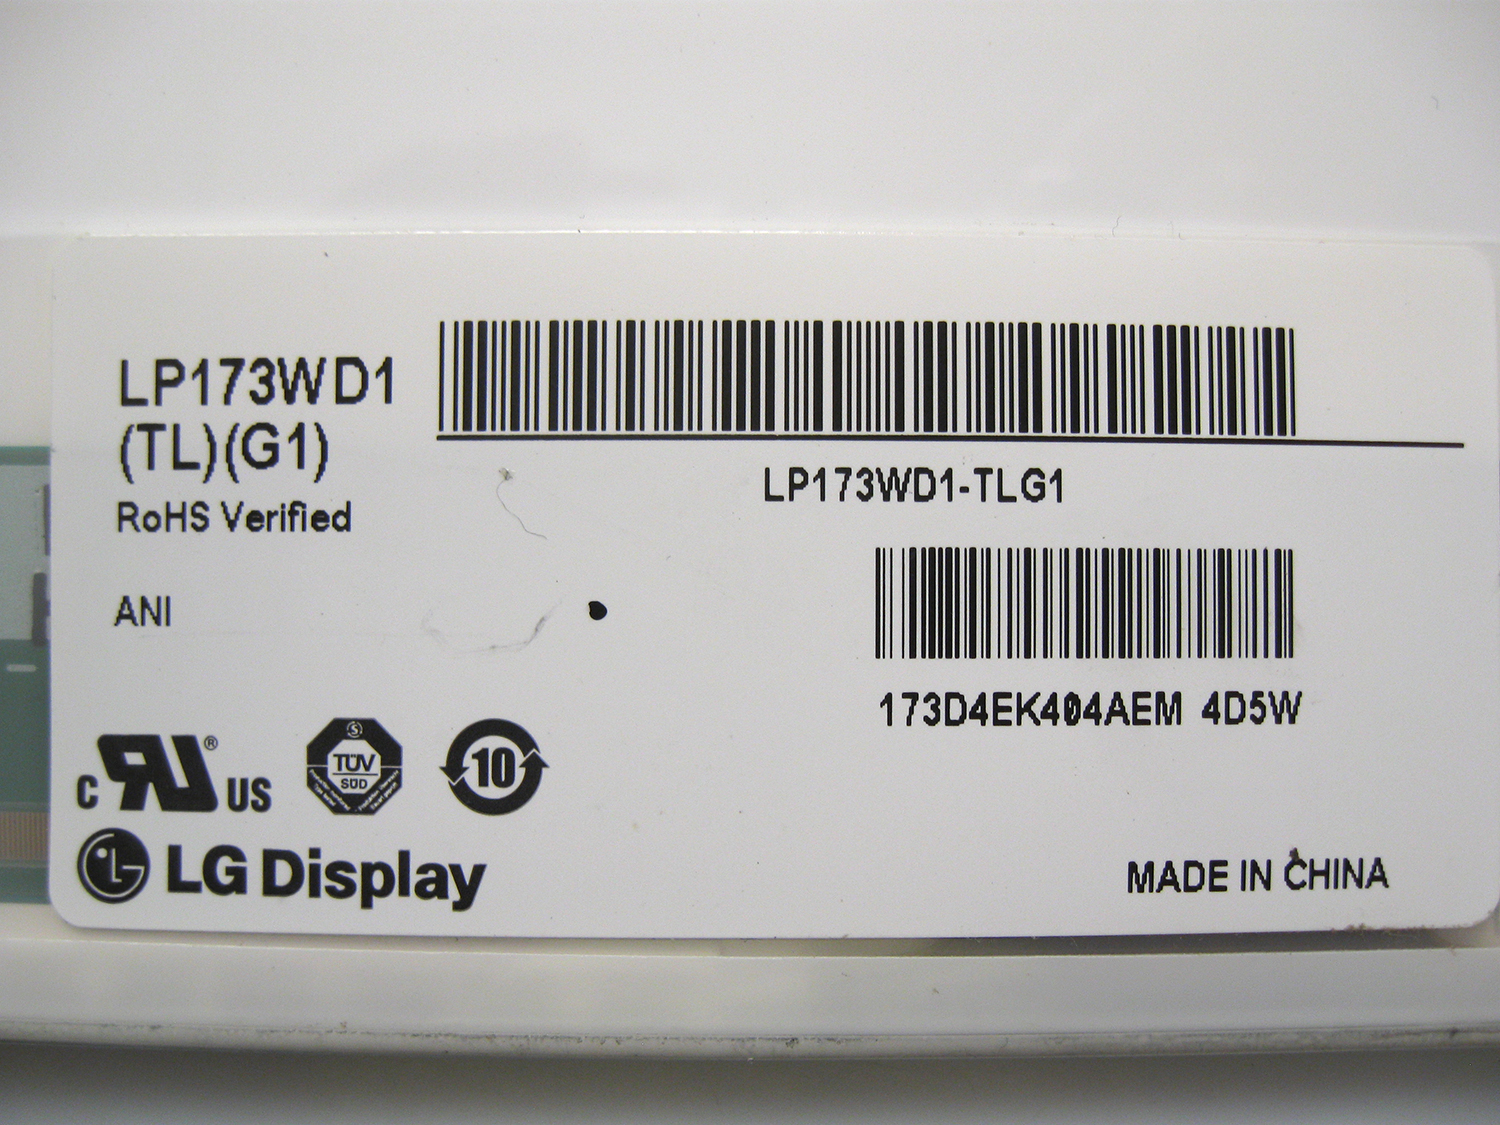 LP173WD1
(TL)(G1)
RoHS Verified
ANI
LP173WD1-TLG1
173D4EK404AEM 4D5W
c RU® US
TÜV
SÜD
10
LG Display
MADE IN CHINA